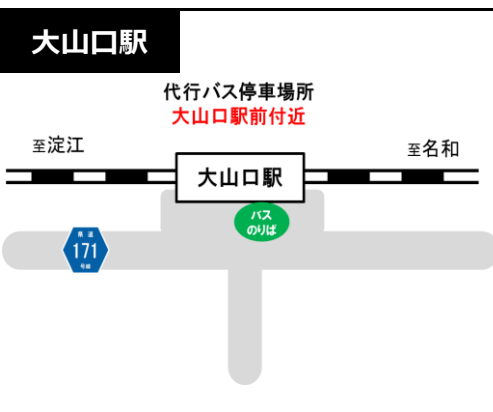 大山口駅
代行バス停車場所
大山口駅前付近
至淀江
至名和
大山口駅
バス
のりば
県道
171
号線